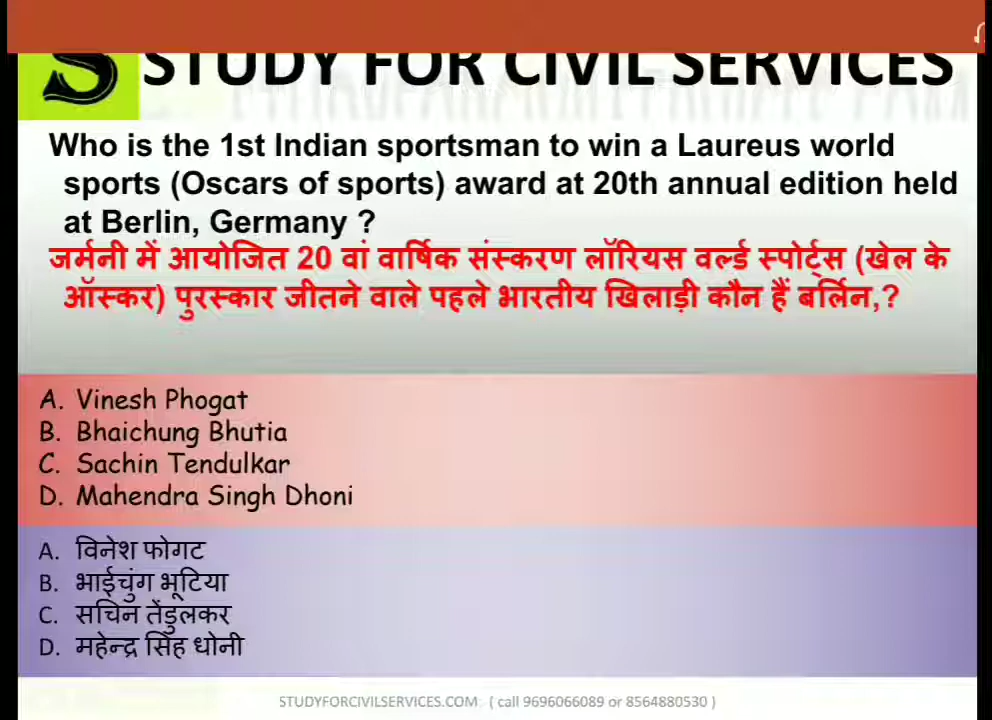 STUDY FOR CIVIL SERVICES
Who is the 1st Indian sportsman to win a Laureus world
sports (Oscars of sports) award at 20th annual edition held
at Berlin, Germany ?
जर्मनी में आयोजित 20 वां वार्षिक संस्करण लॉरियस वर्ल्ड स्पोर्ट्स (खेल के
ऑस्कर) पुरस्कार जीतने वाले पहले भारतीय खिलाड़ी कौन हैं बर्लिन,?
A. Vinesh Phogat
B. Bhaichung Bhutia
C. Sachin Tendulkar
D. Mahendra Singh Dhoni
A. विनेश फोगट
B. भाईचुंग भूटिया
C. सचिन तेंडुलकर
D. महेन्द्र सिंह धोनी
STUDYFORCIVILSERVICES.COM ( call 9696066089 or 8564880530 )